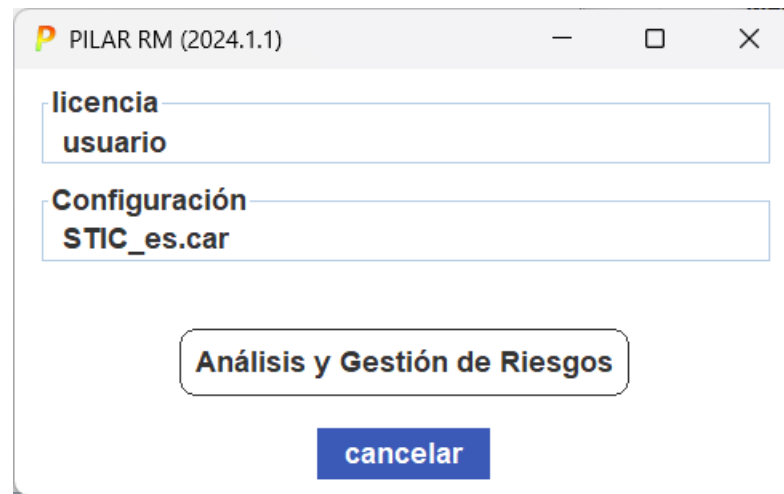 P PILAR RM (2024.1.1)
licencia
usuario
Configuración
STIC_es.car
Análisis y Gestión de Riesgos
cancelar